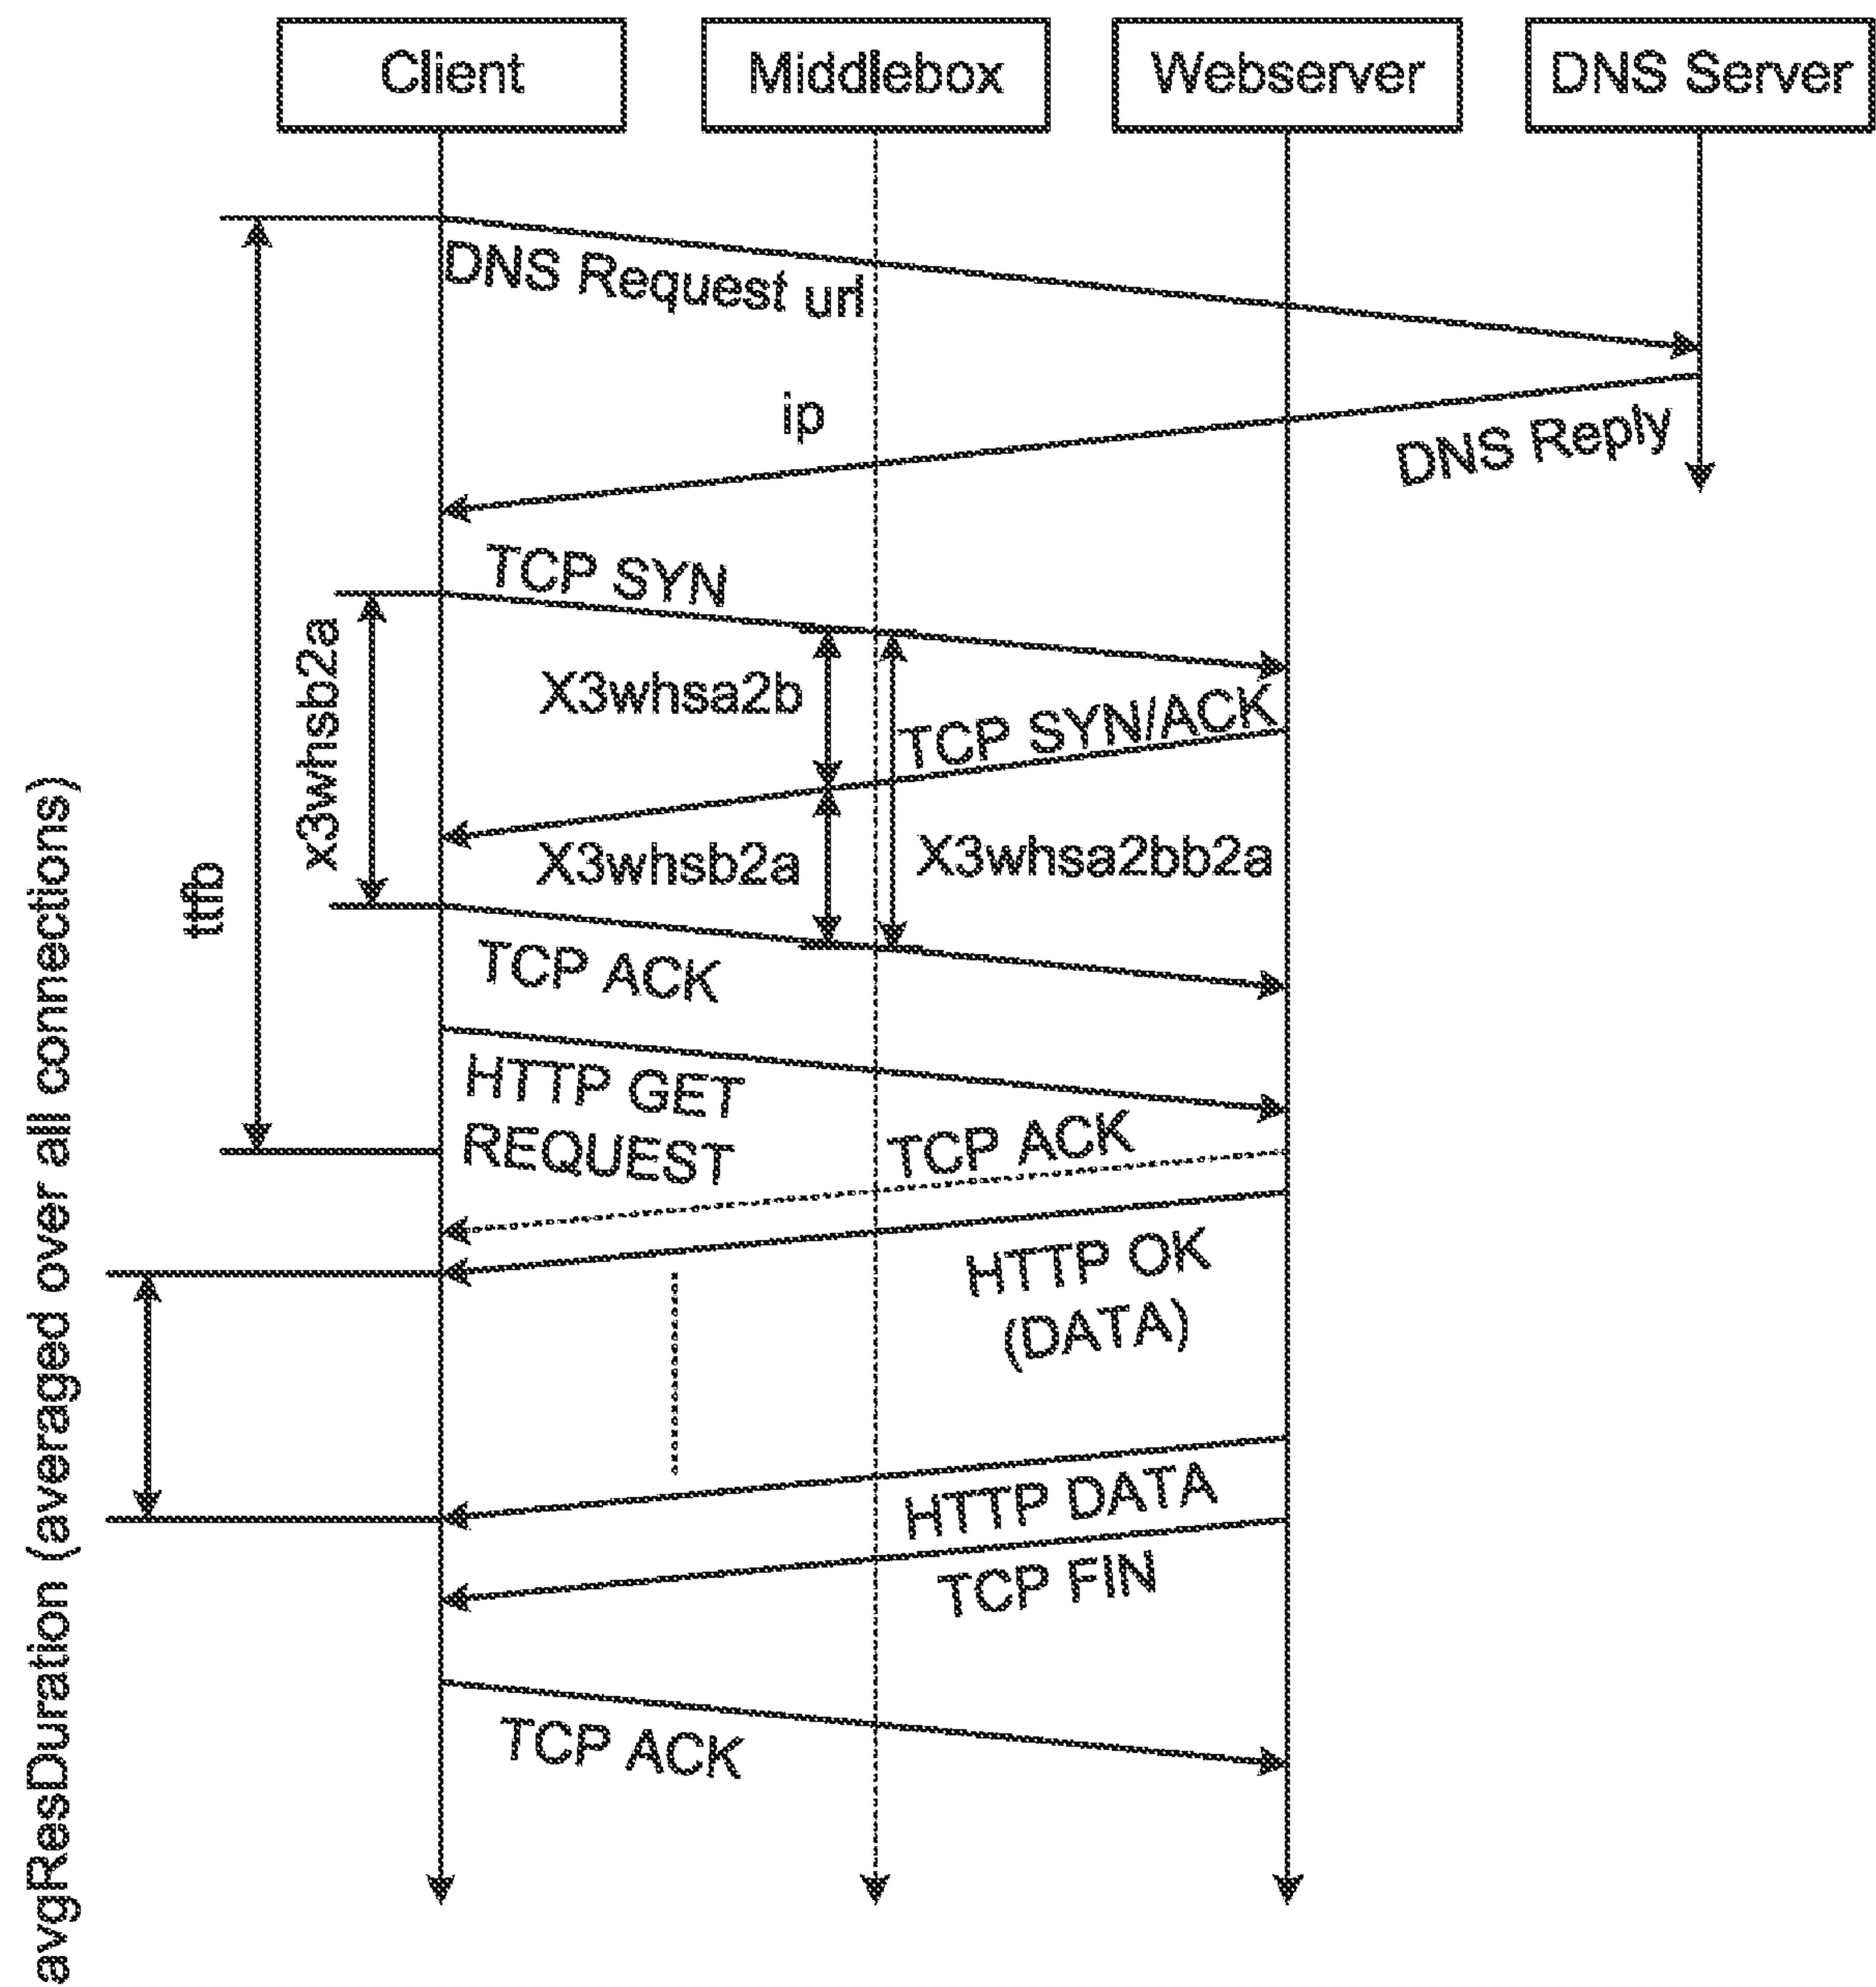 Client
Middlebox
Webserver
DNS Server
DNS Request url
ip
DNS Reply
TCP SYN
x3whsb2a
X3whsa2b
TCP SYN/ACK
X3whsb2a
X3whsa2bb2a
ttfb
TCP ACK
HTTP GET
REQUEST
TCP ACK
HTTP OK
(DATA)
HTTP DATA
TCP FIN
TCP ACK
avgResDuration (averaged over all connections)